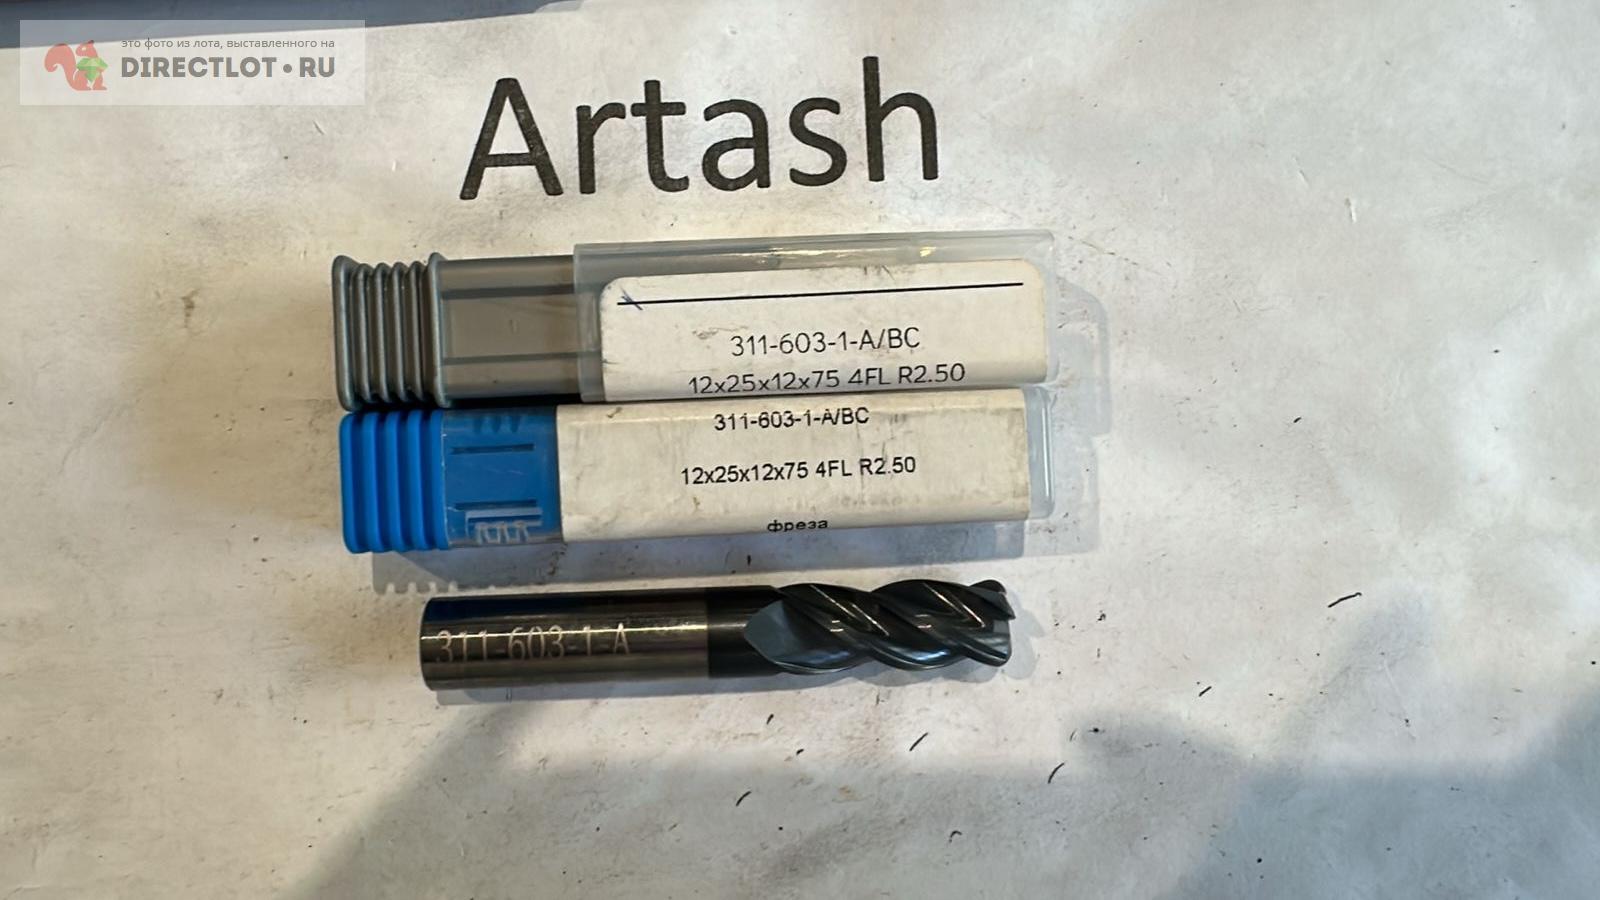 это фото из лота, выставленного на
DIRECTLOT•RU
Artash
311-603-1-A/BC
12x25x12x75 4FL R2.50
311-603-1-A/BC
12x25x12x75 4FL R2.50
фреза
311-603-1-A